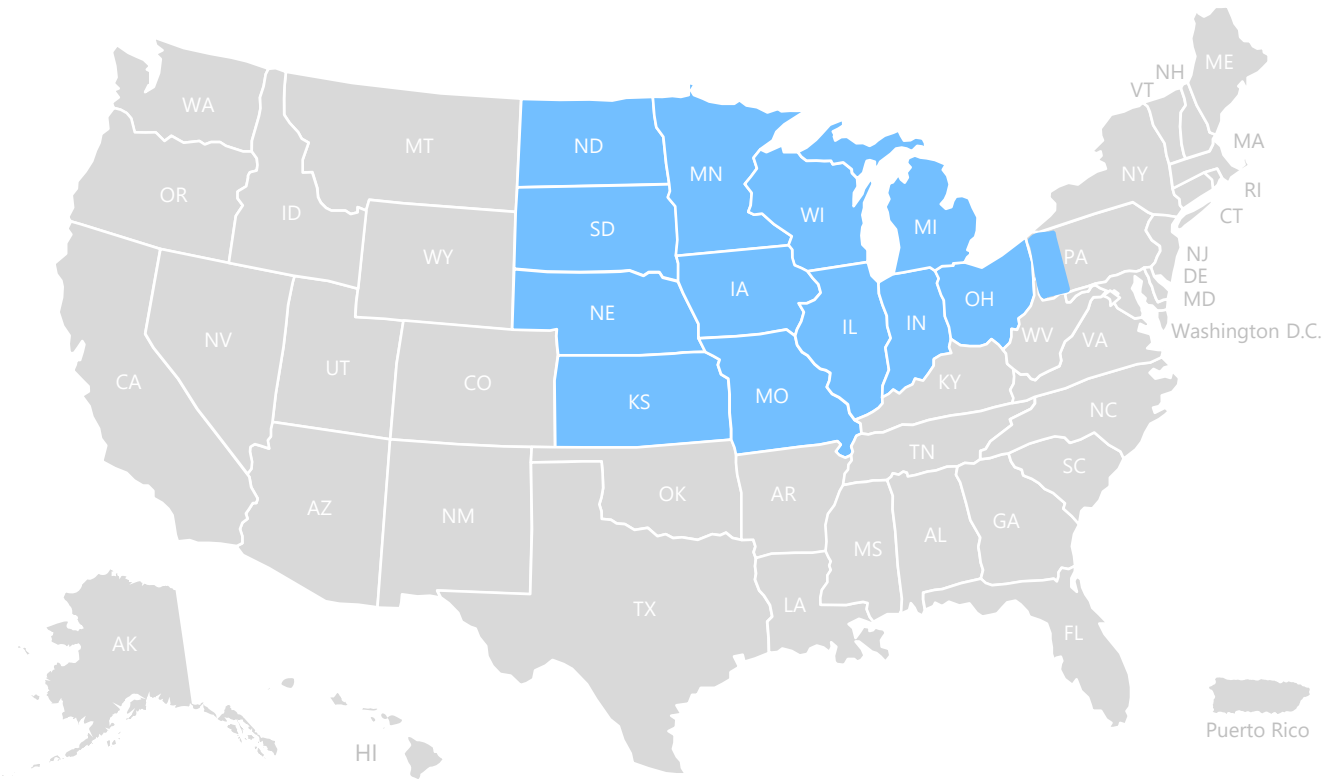 ME
NH
VT
WA
MT
ND
MA
MN
NY
OR
RI
ID
WI
CT
MI
SD
WY
PA
NJ
DE
IA
OH
MD
NE
IN
IL
Washington D.C.
WV
VA
NV
UT
CA
CO
KY
MO
KS
NC
TN
SC
OK
AR
AZ
NM
GA
AL
MS
LA
TX
FL
AK
Puerto Rico
HI